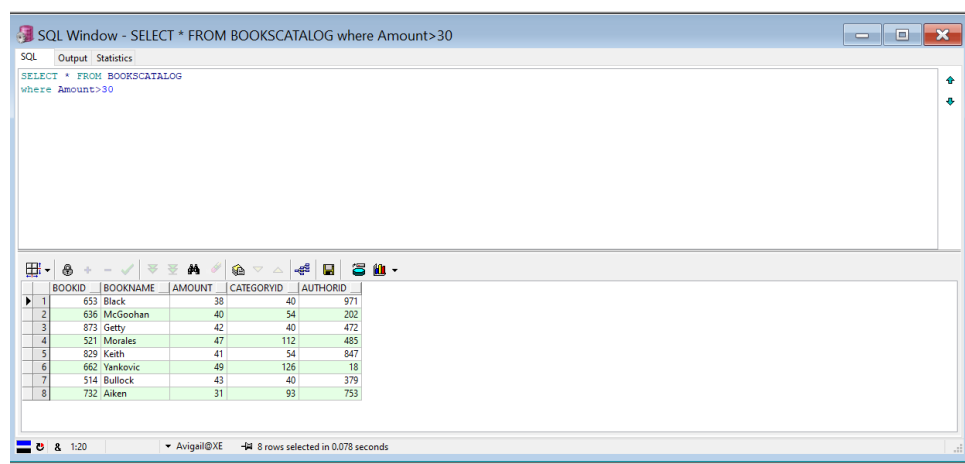 SQL Window - SELECT * FROM BOOKSCATALOG where Amount>30
SQL Output Statistics
SELECT * FROM BOOKSCATALOG
where Amount>30
BOOKID BOOKNAME AMOUNT CATEGORYID AUTHORID
1 653 Black 38 40 971
2 636 McGoohan 40 54 202
3 873 Getty 42 40 472
4 521 Morales 47 112 485
5 829 Keith 41 54 847
6 662 Yankovic 49 126 18
7 514 Bullock 43 40 379
8 732 Aiken 31 93 753
& 1:20 Avigail@XE 8 rows selected in 0.078 seconds